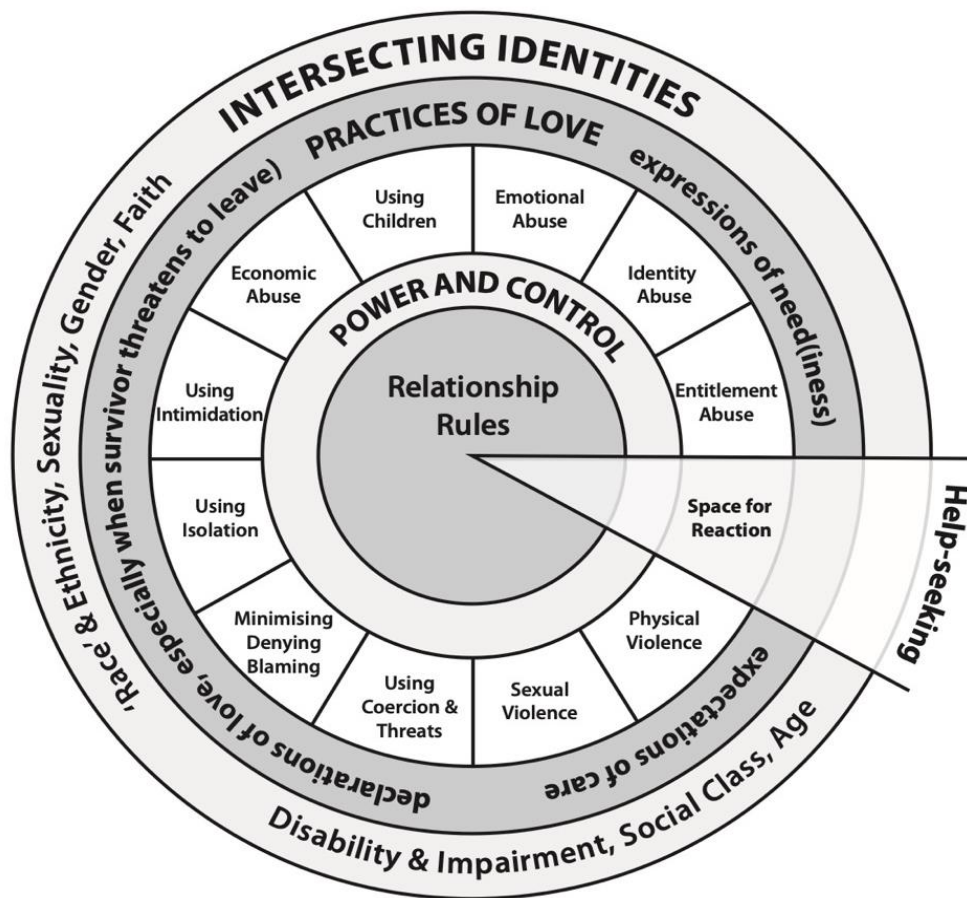 INTERSECTING IDENTITIES
'Race' & Ethnicity, Sexuality, Gender, Faith
Disability & Impairment, Social Class, Age
PRACTICES OF LOVE
expressions of need(iness)
expectations of care
declarations of love, especially when survivor threatens to leave)
Using
Children
Emotional
Abuse
Identity
Abuse
Entitlement
Abuse
Space for
Reaction
Help-seeking
Physical
Violence
Sexual
Violence
Using
Coercion &
Threats
Minimising
Denying
Blaming
Using
Isolation
Using
Intimidation
Economic
Abuse
POWER AND CONTROL
Relationship
Rules